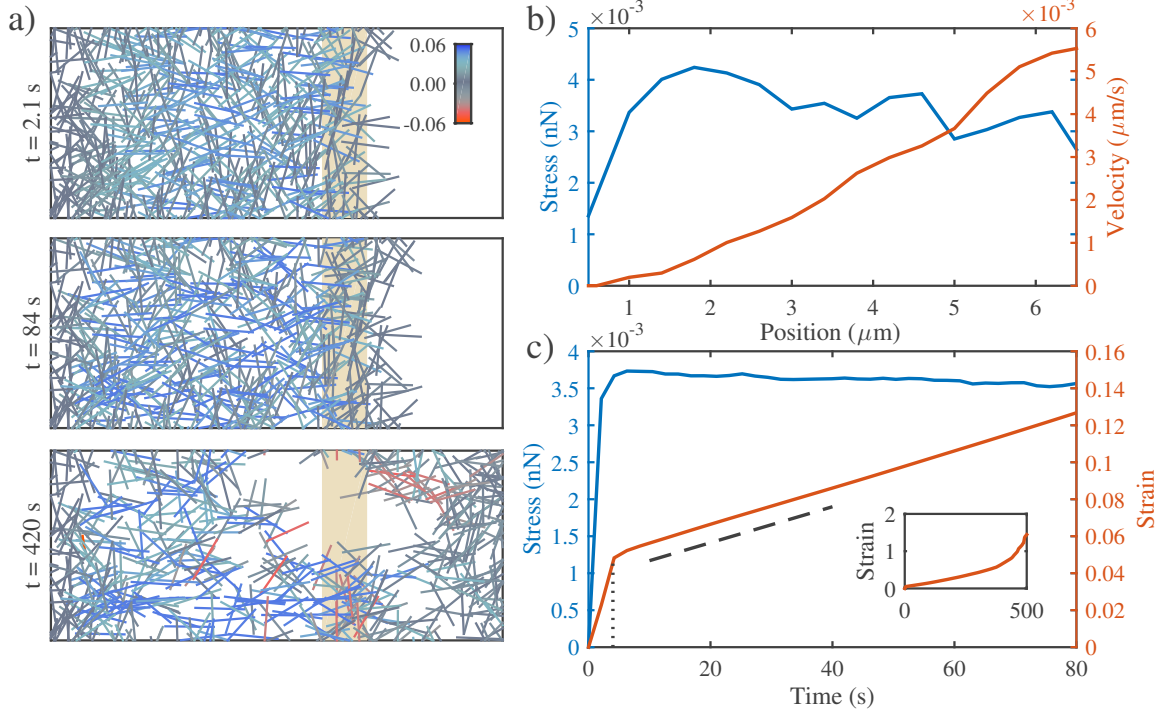 a)
t = 2.1 s
0.06
0.00
-0.06
t = 84 s
t = 420 s
b)
×10⁻³
×10⁻³
Stress (nN)
5
4
3
2
1
0
Velocity (μm/s)
6
5
4
3
2
1
0
1 2 3 4 5 6
Position (μm)
c)
×10⁻³
Stress (nN)
4
3.5
3
2.5
2
1.5
1
0.5
0
Strain
0.16
0.14
0.12
0.1
0.08
0.06
0.04
0.02
0
Strain
2
1
0
0 500
0 20 40 60 80
Time (s)